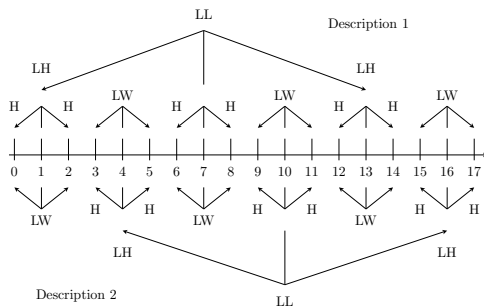 LL
Description 1
LH LH
H H LW H H LW H H LW
0 1 2 3 4 5 6 7 8 9 10 11 12 13 14 15 16 17
LW H H LW H H LW H H
LH LH
Description 2
LL